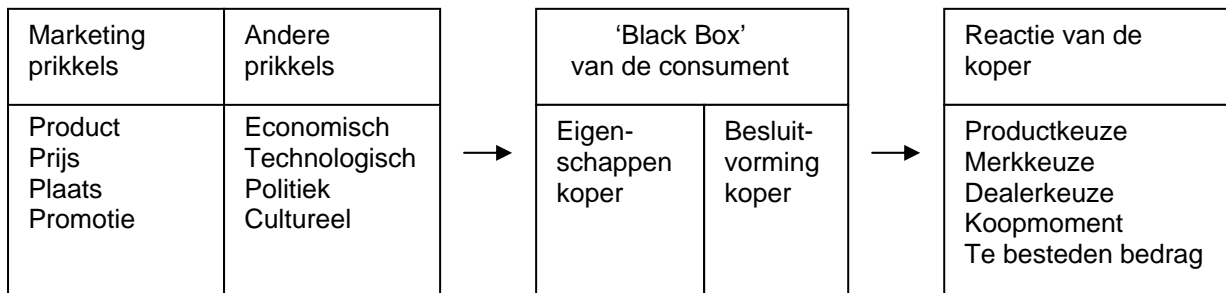 Marketing
prikkels
Andere
prikkels
Product
Prijs
Plaats
Promotie
Economisch
Technologisch
Politiek
Cultureel
‘Black Box’
van de consument
Eigen-
schappen
koper
Besluit-
vorming
koper
Reactie van de
koper
Productkeuze
Merkkeuze
Dealerkeuze
Koopmoment
Te besteden bedrag